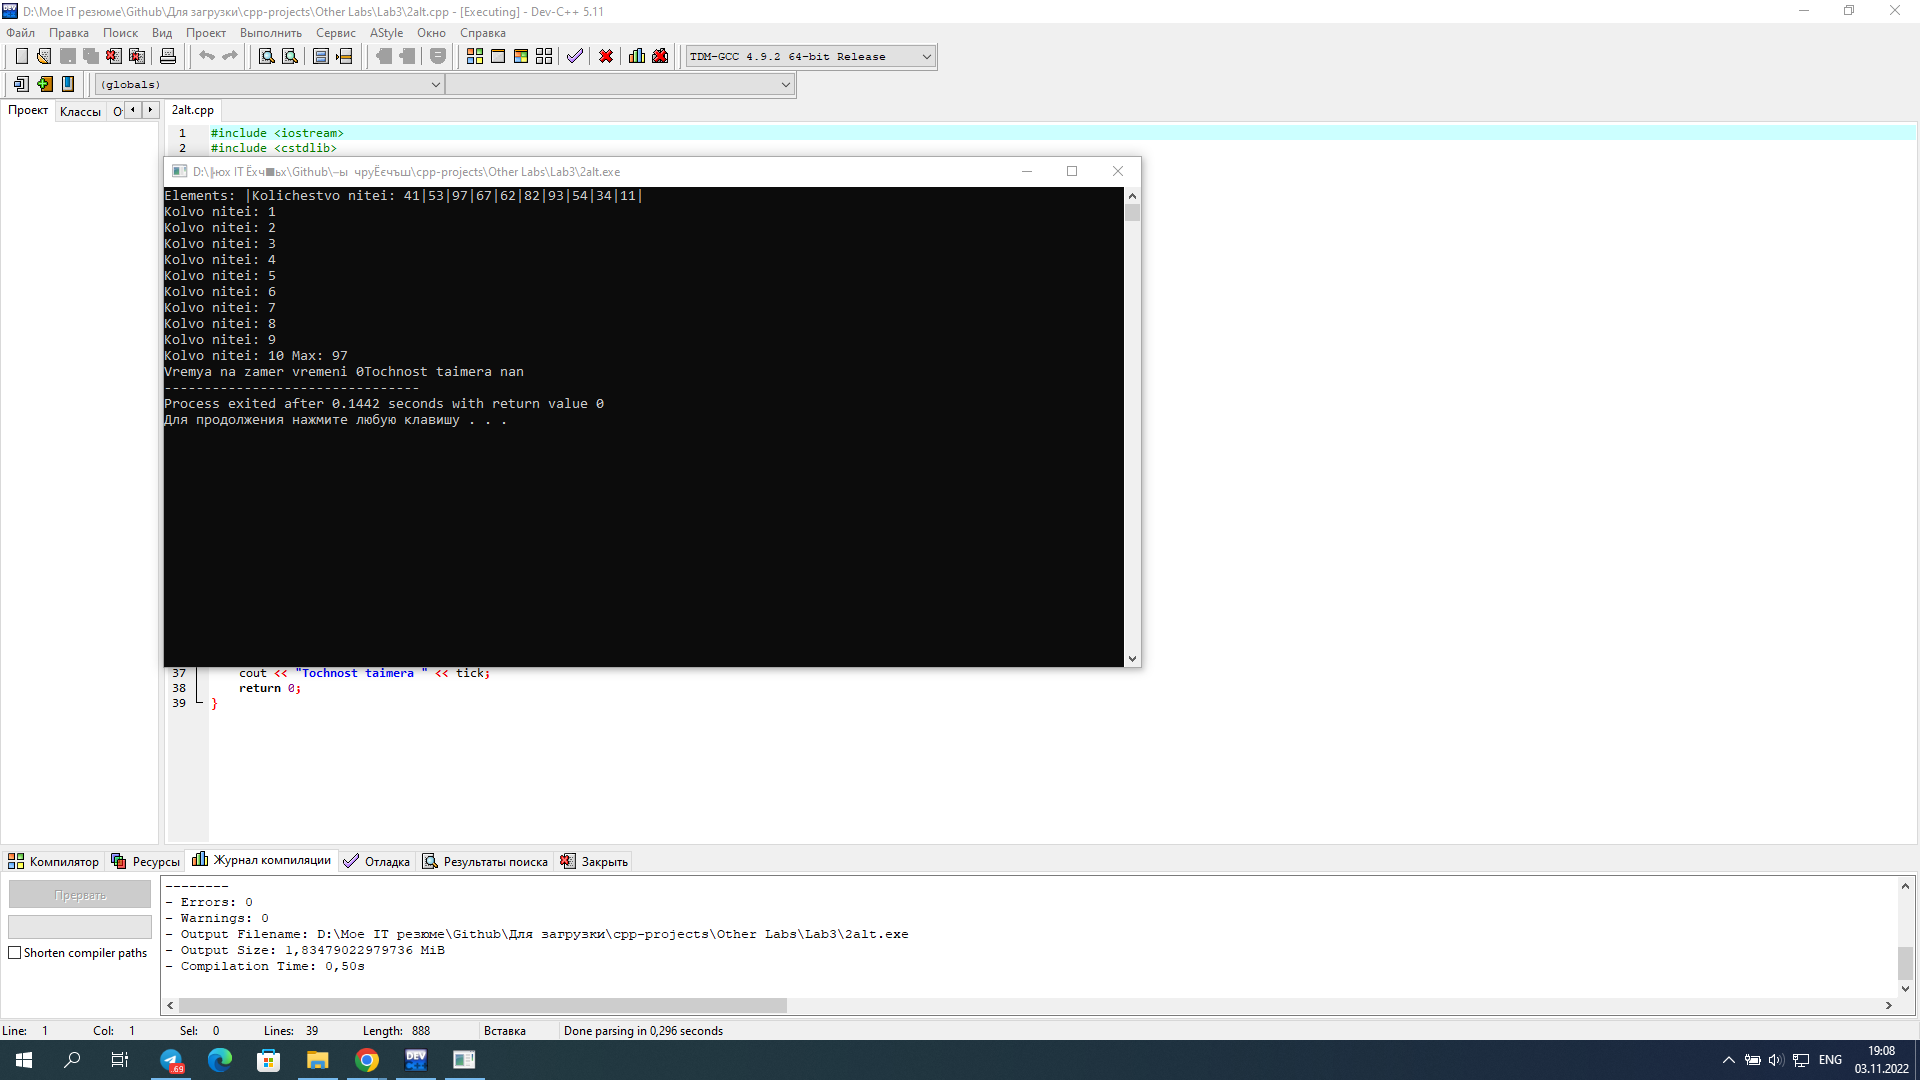 D:\Мое IT резюме\Github\Для загрузки\cpp-projects\Other Labs\Lab3\2alt.cpp - [Executing] - Dev-C++ 5.11
Файл Правка Поиск Вид Проект Выполнить Сервис AStyle Окно Справка
TDM-GCC 4.9.2 64-bit Release
(globals)
Проект Классы О 2alt.cpp
1 #include <iostream>
2 #include <cstdlib>
D:\╠юх IT Ёхч■ьх\Github\─ы чруЁєчъш\cpp-projects\Other Labs\Lab3\2alt.exe
Elements: |Kolichestvo nitei: 41|53|97|67|62|82|93|54|34|11|
Kolvo nitei: 1
Kolvo nitei: 2
Kolvo nitei: 3
Kolvo nitei: 4
Kolvo nitei: 5
Kolvo nitei: 6
Kolvo nitei: 7
Kolvo nitei: 8
Kolvo nitei: 9
Kolvo nitei: 10 Max: 97
Vremya na zamer vremeni 0Tochnost taimera nan
--------------------------------
Process exited after 0.1442 seconds with return value 0
Для продолжения нажмите любую клавишу . . .
37 cout << "Tochnost taimera " << tick;
38 return 0;
39 }
Компилятор Ресурсы Журнал компиляции Отладка Результаты поиска Закрыть
Прервать
Shorten compiler paths
--------
- Errors: 0
- Warnings: 0
- Output Filename: D:\Мое IT резюме\Github\Для загрузки\cpp-projects\Other Labs\Lab3\2alt.exe
- Output Size: 1,83479022979736 MiB
- Compilation Time: 0,50s
Line: 1 Col: 1 Sel: 0 Lines: 39 Length: 888 Вставка Done parsing in 0,296 seconds
.69
DEV
ENG
19:08
03.11.2022